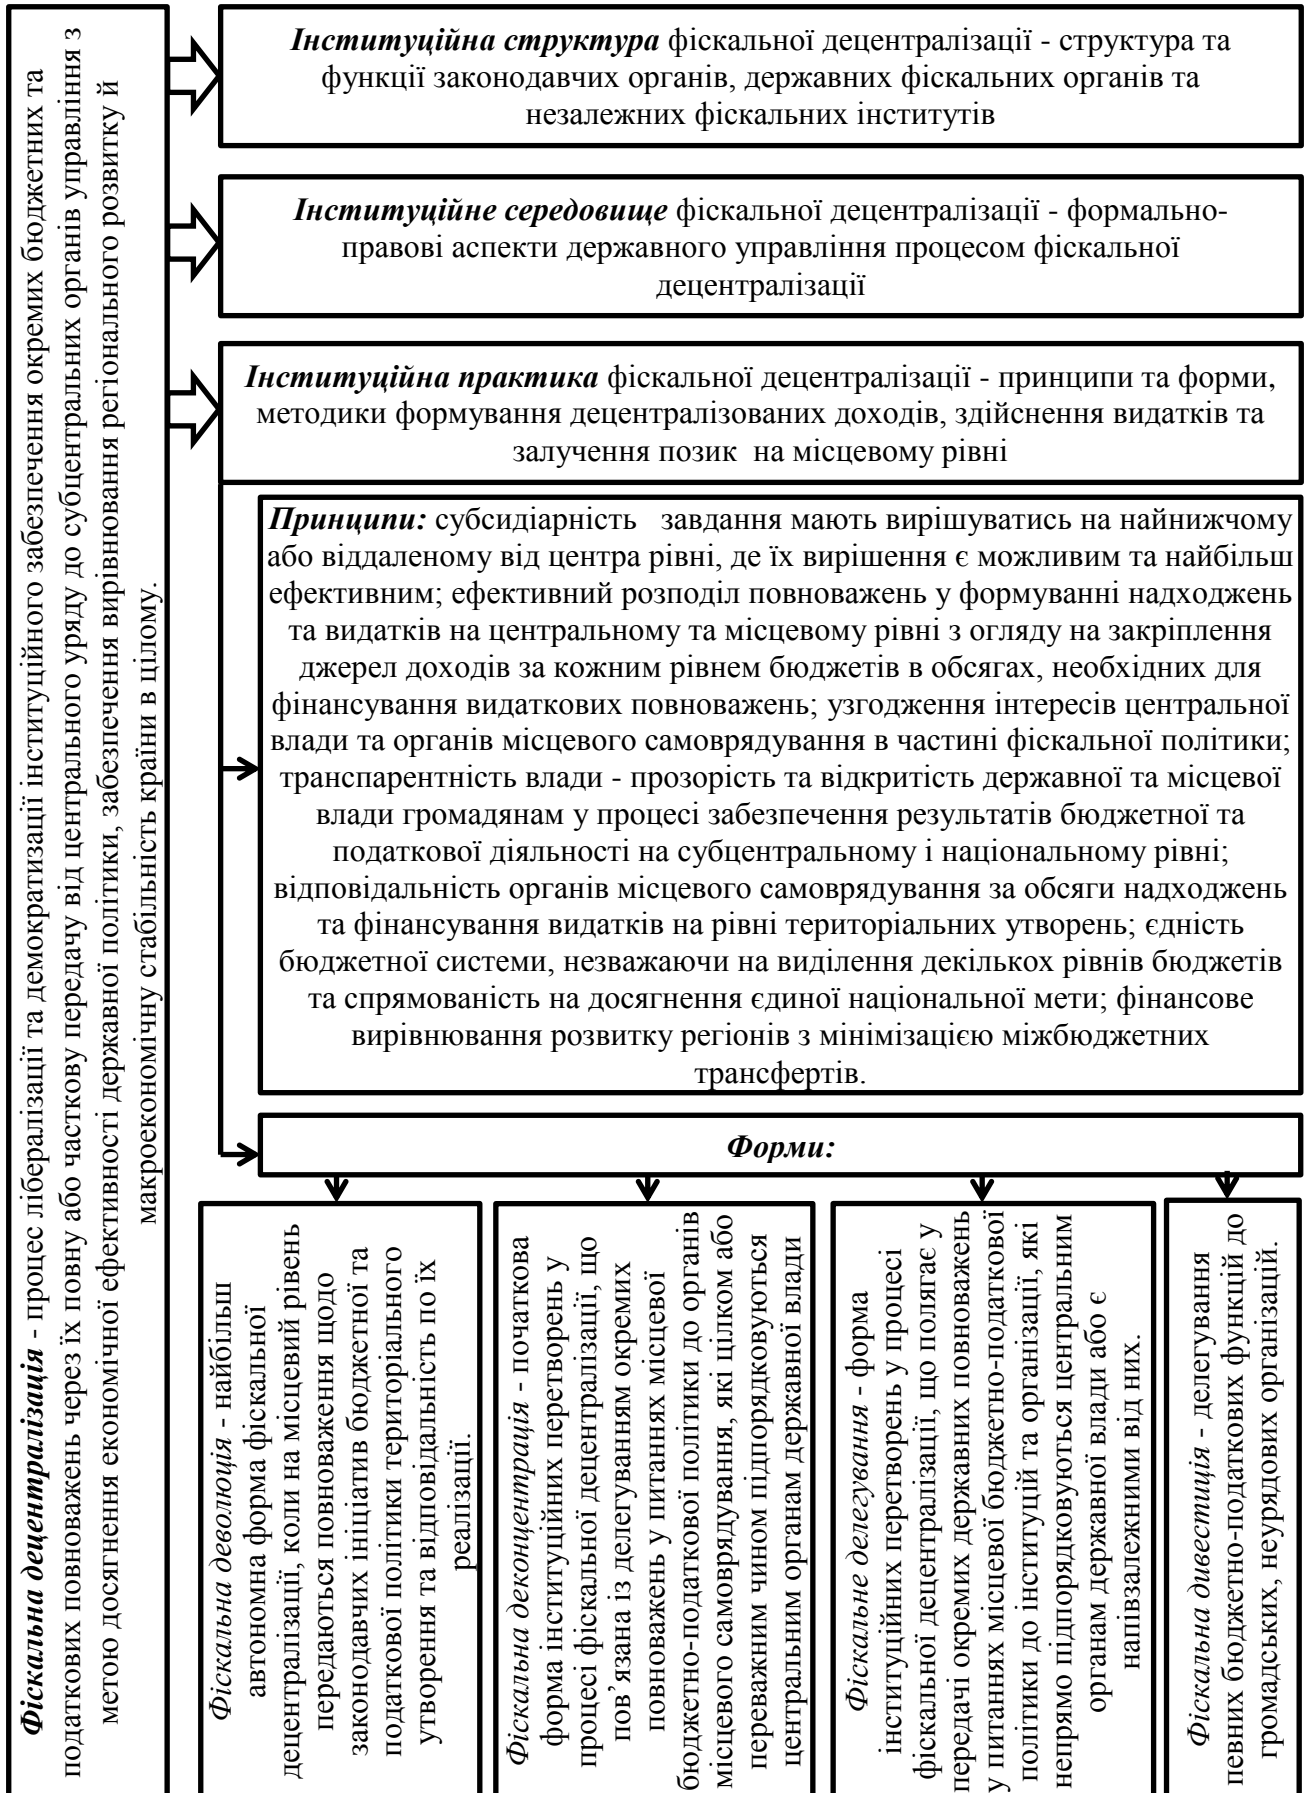 Фіскальна децентралізація - процес лібералізації та демократизації інституційного забезпечення окремих бюджетних та
податкових повноважень через їх повну або часткову передачу від центрального уряду до субцентральних органів управління з
метою досягнення економічної ефективності державної політики, забезпечення вирівнювання регіонального розвитку й
макроекономічну стабільність країни в цілому.
Інституційна структура фіскальної децентралізації - структура та
функції законодавчих органів, державних фіскальних органів та
незалежних фіскальних інститутів
Інституційне середовище фіскальної децентралізації - формально-
правові аспекти державного управління процесом фіскальної
децентралізації
Інституційна практика фіскальної децентралізації - принципи та форми,
методики формування децентралізованих доходів, здійснення видатків та
залучення позик на місцевому рівні
Принципи: субсидіарність завдання мають вирішуватись на найнижчому
або віддаленому від центра рівні, де їх вирішення є можливим та найбільш
ефективним; ефективний розподіл повноважень у формуванні надходжень
та видатків на центральному та місцевому рівні з огляду на закріплення
джерел доходів за кожним рівнем бюджетів в обсягах, необхідних для
фінансування видаткових повноважень; узгодження інтересів центральної
влади та органів місцевого самоврядування в частині фіскальної політики;
транспарентність влади - прозорість та відкритість державної та місцевої
влади громадянам у процесі забезпечення результатів бюджетної та
податкової діяльності на субцентральному і національному рівні;
відповідальність органів місцевого самоврядування за обсяги надходжень
та фінансування видатків на рівні територіальних утворень; єдність
бюджетної системи, незважаючи на виділення декількох рівнів бюджетів
та спрямованість на досягнення єдиної національної мети; фінансове
вирівнювання розвитку регіонів з мінімізацією міжбюджетних
трансфертів.
Форми:
Фіскальна деволюція - найбільш
автономна форма фіскальної
децентралізації, коли на місцевий рівень
передаються повноваження щодо
законодавчих ініціатив бюджетної та
податкової політики територіального
утворення та відповідальність по їх
реалізації.
Фіскальна деконцентрація - початкова
форма інституційних перетворень у
процесі фіскальної децентралізації, що
пов’язана із делегуванням окремих
повноважень у питаннях місцевої
бюджетно-податкової політики до органів
місцевого самоврядування, які цілком або
переважним чином підпорядковуються
центральним органам державної влади
Фіскальне делегування - форма
інституційних перетворень у процесі
фіскальної децентралізації, що полягає у
передачі окремих державних повноважень
у питаннях місцевої бюджетно-податкової
політики до інституцій та організації, які
непрямо підпорядковуються центральним
органам державної влади або є
напівзалежними від них.
Фіскальна дивестиція - делегування
певних бюджетно-податкових функцій до
громадських, неурядових організацій.